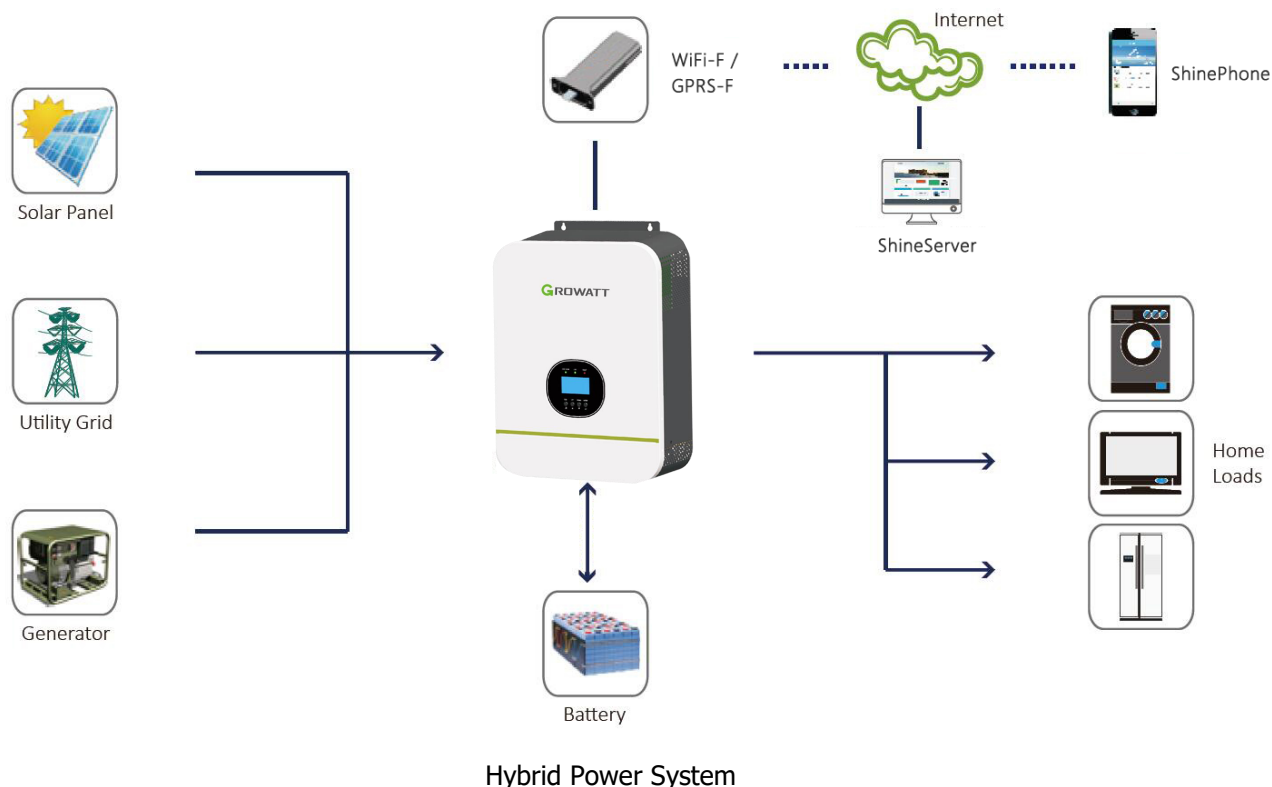 Internet
WiFi-F /
GPRS-F
ShinePhone
Solar Panel
ShineServer
GROWATT
Utility Grid
Home
Loads
Generator
Battery
Hybrid Power System